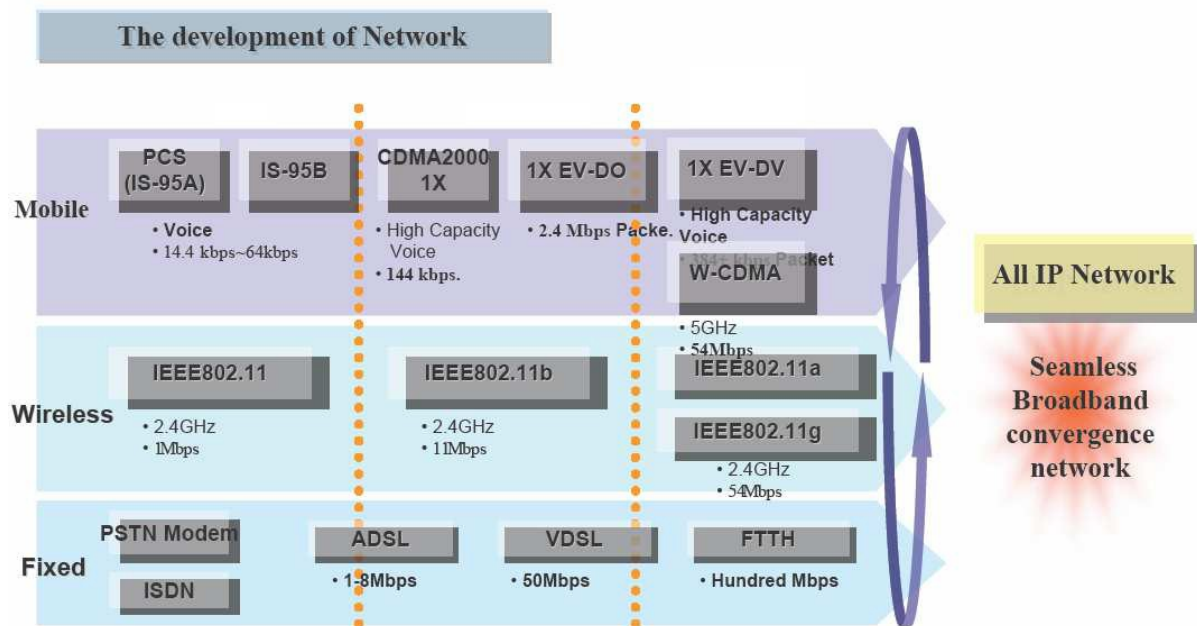 The development of Network
Mobile
PCS
(IS-95A)
IS-95B
• Voice
• 14.4 kbps~64kbps
CDMA2000
1X
• High Capacity
Voice
• 144 kbps.
1X EV-DO
• 2.4 Mbps Packe.
1X EV-DV
• High Capacity
Voice
• 384+ kbps Packet
W-CDMA
Wireless
IEEE802.11
• 2.4GHz
• 1Mbps
IEEE802.11b
• 2.4GHz
• 11Mbps
• 5GHz
• 54Mbps
IEEE802.11a
IEEE802.11g
• 2.4GHz
• 54Mbps
Fixed
PSTN Modem
ISDN
ADSL
• 1-8Mbps
VDSL
• 50Mbps
FTTH
• Hundred Mbps
All IP Network
Seamless
Broadband
convergence
network